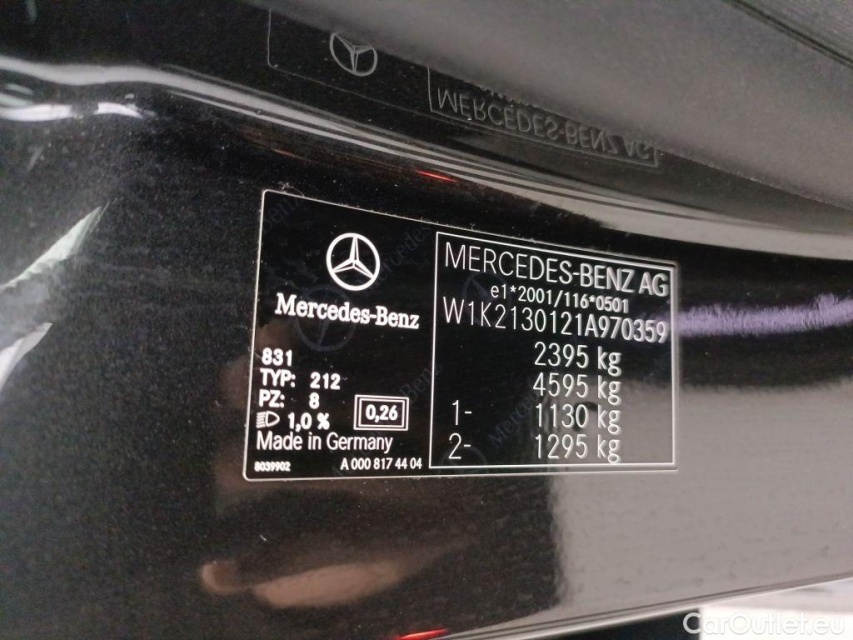 MERCEDES-BENZ AG
Mercedes-Benz
831
TYP: 212
PZ: 8
1,0 %
0,26
Made in Germany
8039902
A 000 817 44 04
MERCEDES-BENZ AG
e1*2001/116*0501
W1K2130121A970359
2395 kg
4595 kg
1- 1130 kg
2- 1295 kg
CarOutlet.eu